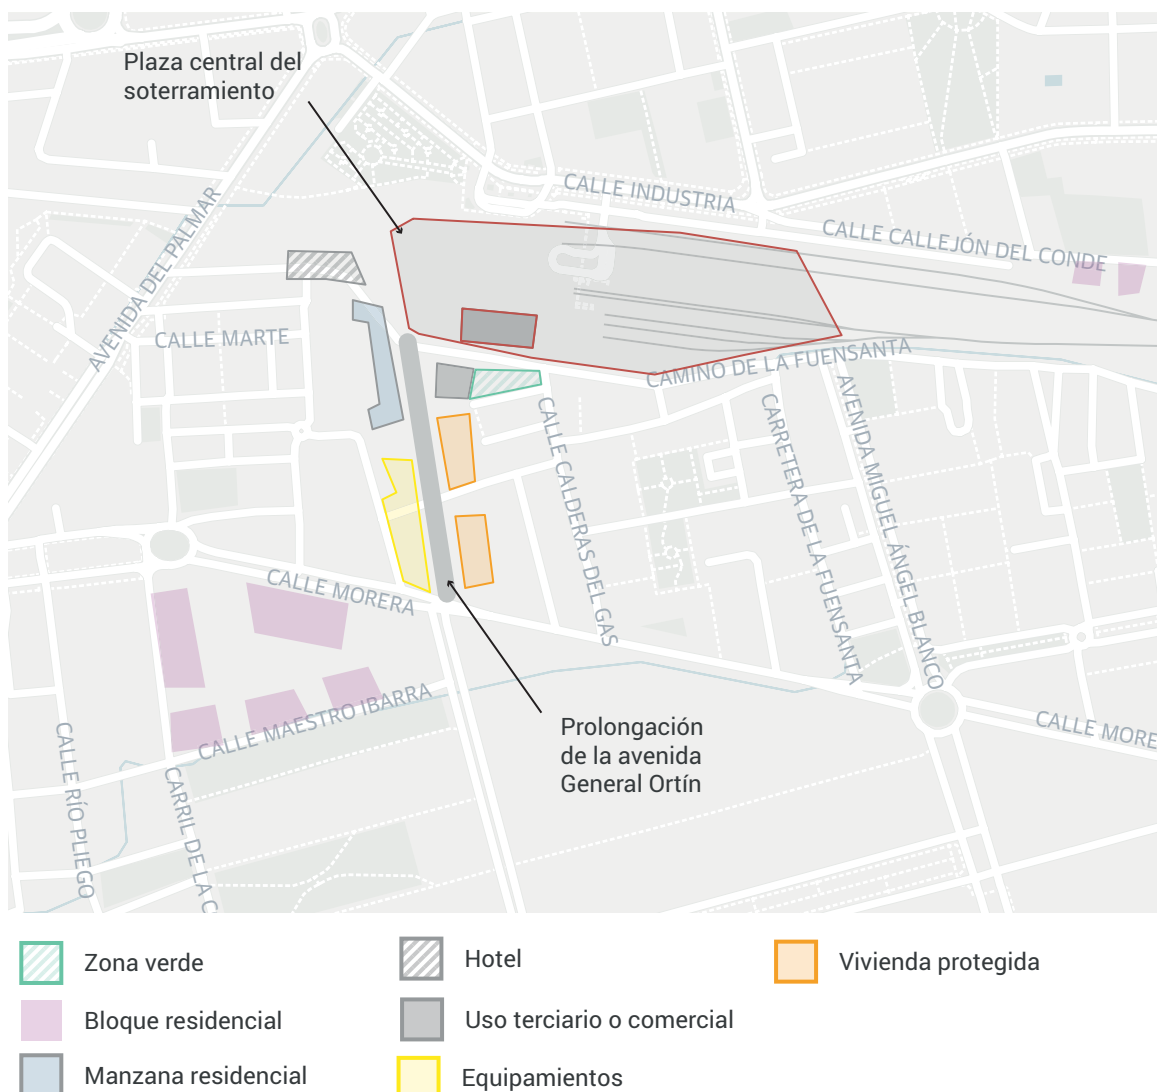 Plaza central del
soterramiento
CALLE INDUSTRIA
CALLE CALLEJÓN DEL CONDE
AVENIDA DEL PALMAR
CALLE MARTE
CAMINO DE LA FUENSANTA
CALLE CALDERAS DEL GAS
CARRETERA DE LA FUENSANTA
AVENIDA MIGUEL ÁNGEL BLANCO
CALLE MORERA
CALLE MAESTRO IBARRA
CALLE RÍO PLIEGO
CARRIL DE LA C
Prolongación
de la avenida
General Ortín
CALLE MORE
Zona verde
Hotel
Vivienda protegida
Bloque residencial
Uso terciario o comercial
Manzana residencial
Equipamientos